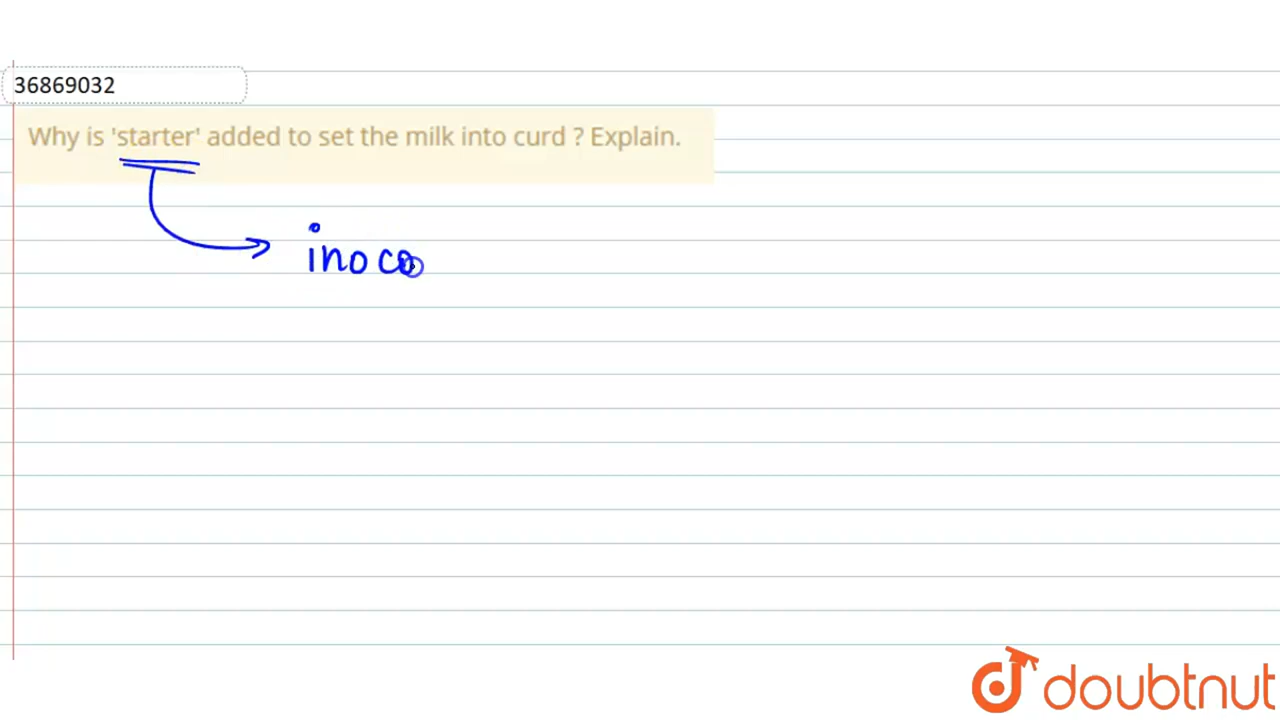 36869032
Why is 'starter' added to set the milk into curd ? Explain.
inoco
doubtnut